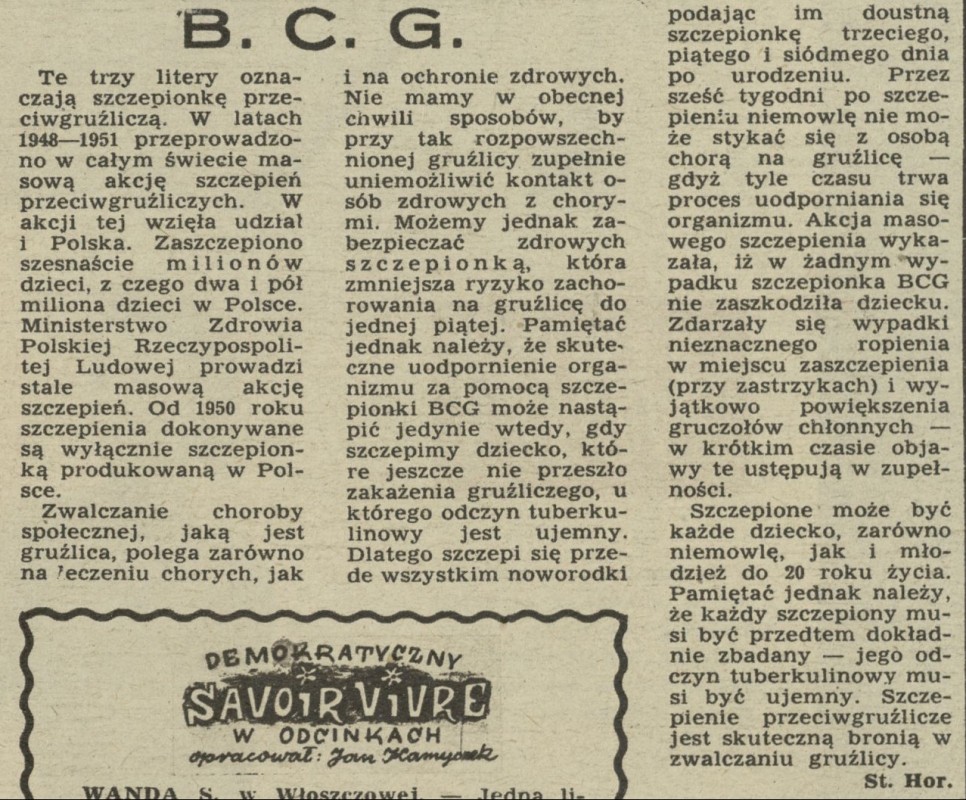 B. C. G.
Te trzy litery ozna-
czają szczepionkę prze-
ciwgruźliczą. W latach
1948—1951 przeprowadzo-
no w całym świecie ma-
sową akcję szczepień
przeciwgruźliczych. W
akcji tej wzięła udział
i Polska. Zaszczepiono
szesnaście milionów
dzieci, z czego dwa i pół
miliona dzieci w Polsce.
Ministerstwo Zdrowia
Polskiej Rzeczypospoli-
tej Ludowej prowadzi
stale masową akcję
szczepień. Od 1950 roku
szczepienia dokonywane
są wyłącznie szczepion-
ką produkowaną w Pol-
sce.
Zwalczanie choroby
społecznej, jaką jest
gruźlica, polega zarówno
na leczeniu chorych, jak
i na ochronie zdrowych.
Nie mamy w obecnej
chwili sposobów, by
przy tak rozpowszech-
nionej gruźlicy zupełnie
uniemożliwić kontakt o-
sób zdrowych z chory-
mi. Możemy jednak za-
bezpieczać zdrowych
szczepionką, która
zmniejsza ryzyko zacho-
rowania na gruźlicę do
jednej piątej. Pamiętać
jednak należy, że skute-
czne uodpornienie orga-
nizmu za pomocą szcze-
pionki BCG może nastą-
pić jedynie wtedy, gdy
szczepimy dziecko, któ-
re jeszcze nie przeszło
zakażenia gruźliczego, u
którego odczyn tuberku-
linowy jest ujemny.
Dlatego szczepi się prze-
de wszystkim noworodki
podając im doustną
szczepionkę trzeciego,
piątego i siódmego dnia
po urodzeniu. Przez
sześć tygodni po szcze-
pieniu niemowlę nie mo-
że stykać się z osobą
chorą na gruźlicę —
gdyż tyle czasu trwa
proces uodporniania się
organizmu. Akcja maso-
wego szczepienia wyka-
zała, iż w żadnym wy-
padku szczepionka BCG
nie zaszkodziła dziecku.
Zdarzały się wypadki
nieznacznego ropienia
w miejscu zaszczepienia
(przy zastrzykach) i wy-
jątkowo powiększenia
gruczołów chłonnych —
w krótkim czasie obja-
wy te ustępują w zupeł-
ności.
Szczepione może być
każde dziecko, zarówno
niemowlę, jak i mło-
dzież do 20 roku życia.
Pamiętać jednak należy,
że każdy szczepiony mu-
si być przedtem dokład-
nie zbadany — jego od-
czyn tuberkulinowy mu-
si być ujemny. Szcze-
pienie przeciwgruźlicze
jest skuteczną bronią w
zwalczaniu gruźlicy.
St. Hor.
DEMOKRATYCZNY
SAVOIR VIVRE
W ODCINKACH
opracował: Jan Kamyczek
WANDA S. w Włoszczowej. — Jedną li-